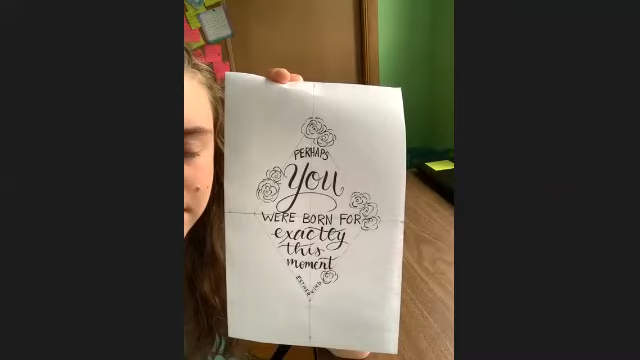 PERHAPS
You
WERE BORN FOR
exactly
this
moment